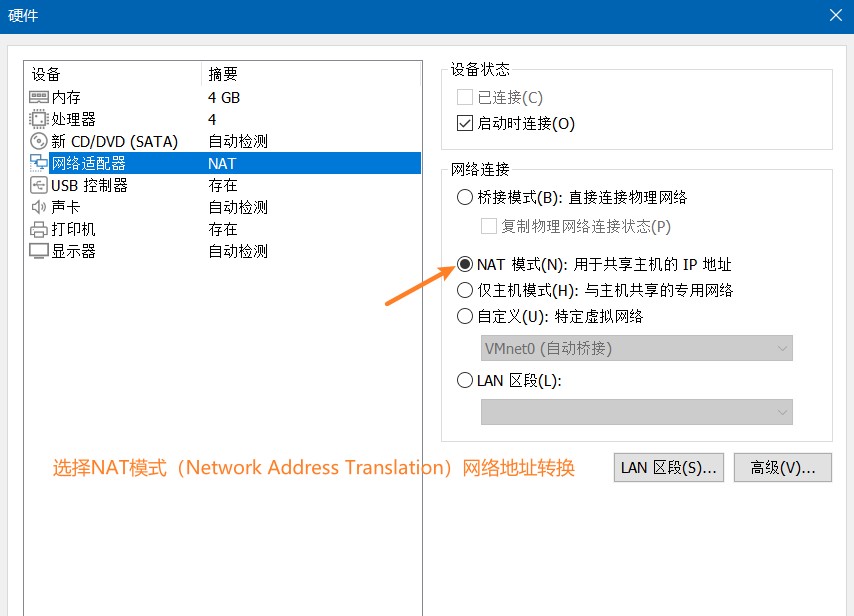 硬件
设备 摘要
内存 4 GB
处理器 4
新 CD/DVD (SATA) 自动检测
网络适配器 NAT
USB 控制器 存在
声卡 自动检测
打印机 存在
显示器 自动检测
设备状态
已连接(C)
启动时连接(O)
网络连接
桥接模式(B): 直接连接物理网络
复制物理网络连接状态(P)
NAT 模式(N): 用于共享主机的 IP 地址
仅主机模式(H): 与主机共享的专用网络
自定义(U): 特定虚拟网络
VMnet0 (自动桥接)
LAN 区段(L):
LAN 区段(S)... 高级(V)...
选择NAT模式（Network Address Translation）网络地址转换